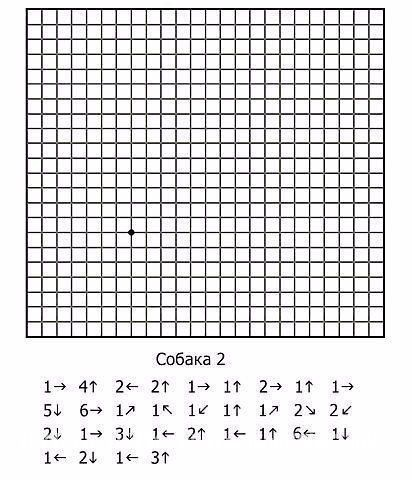 Собака 2
1→ 4↑ 2← 2↑ 1→ 1↑ 2→ 1↑ 1→
5↓ 6→ 1↗ 1↖ 1↙ 1↑ 1↗ 2↘ 2↙
2↓ 1→ 3↓ 1← 2↑ 1← 1↑ 6← 1↓
1← 2↓ 1← 3↑